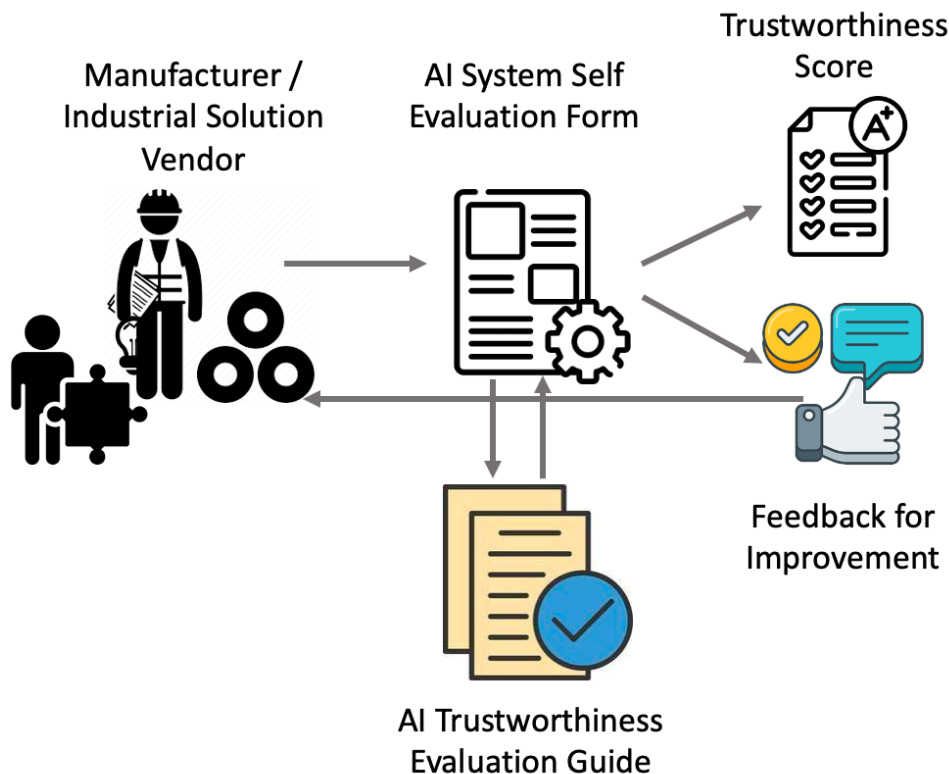 Manufacturer /
Industrial Solution
Vendor
AI System Self
Evaluation Form
Trustworthiness
Score
A+
Feedback for
Improvement
AI Trustworthiness
Evaluation Guide